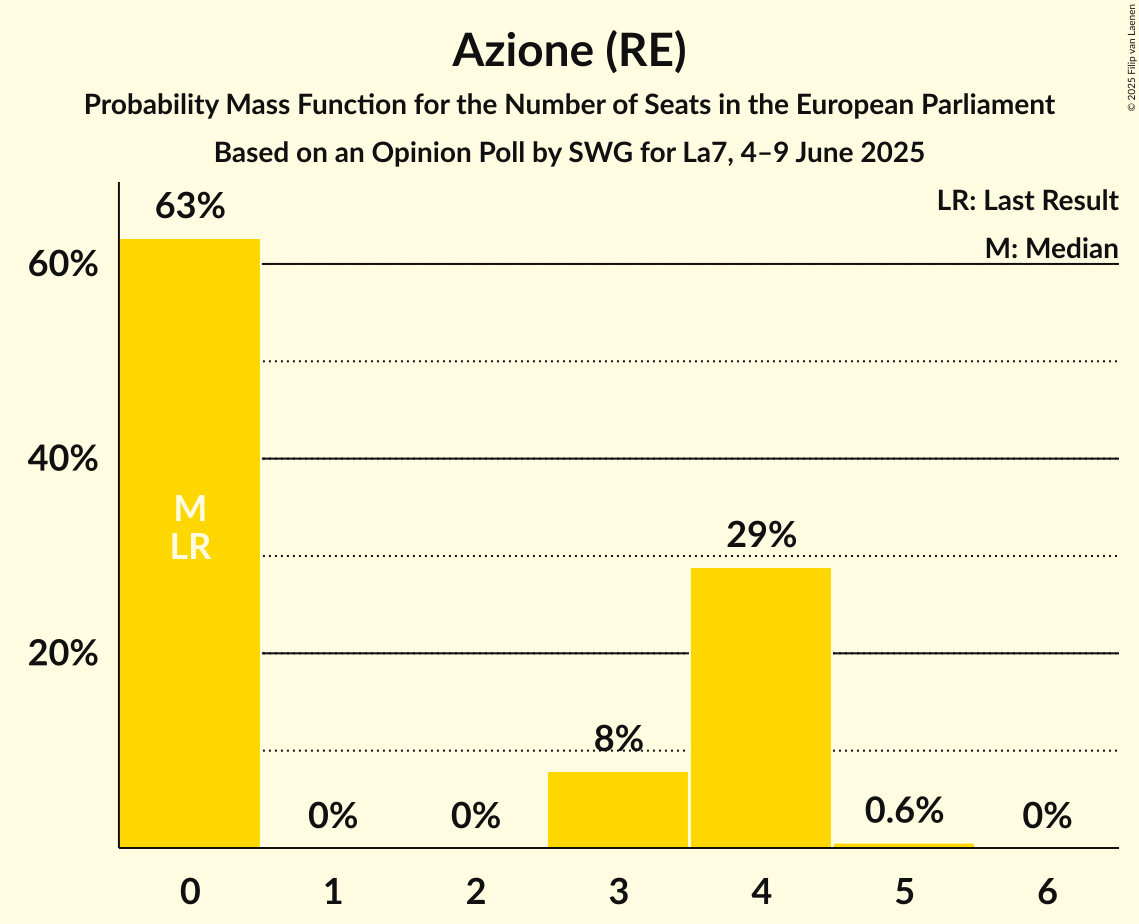 Azione (RE)
Probability Mass Function for the Number of Seats in the European Parliament
Based on an Opinion Poll by SWG for La7, 4–9 June 2025
© 2025 Filip van Laenen
LR: Last Result
M: Median
63%
60%
40%
20%
M
LR
0%
0%
8%
29%
0.6%
0%
0
1
2
3
4
5
6